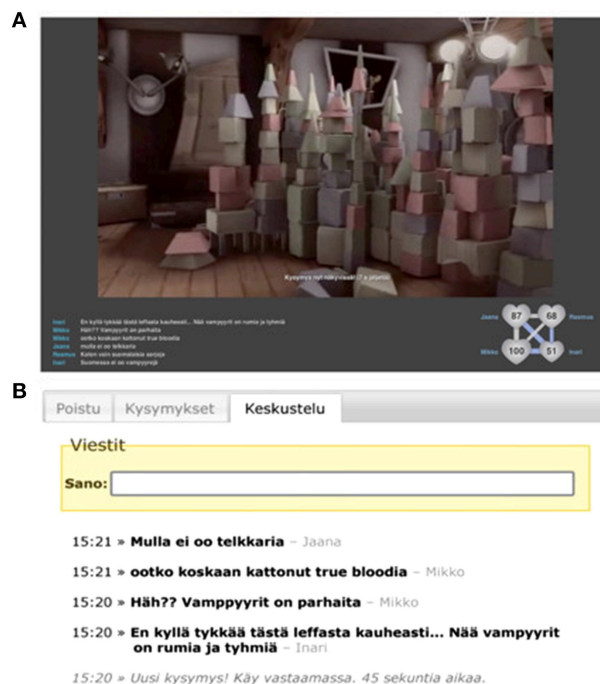 A
Kysymys nyt näkyvissä!
Inari En kyllä tykkää tästä leffasta kauheasti... Nää vampyyrit on rumia ja tyhmiä
Mikko Häh?? Vamppyyrit on parhaita
Mikko ootko koskaan kattonut true bloodia
Jaana mulla ei oo telkkaria
Rasmus Katon vain suomalaisia sarjoja
Inari Suomessa ei oo vampyyrejä
Jaana 87 68 Rasmus
Mikko 100 51 Inari
B
Poistu Kysymykset Keskustelu
Viestit
Sano:
15:21 » Mulla ei oo telkkaria – Jaana
15:21 » ootko koskaan kattonut true bloodia – Mikko
15:20 » Häh?? Vamppyyrit on parhaita – Mikko
15:20 » En kyllä tykkää tästä leffasta kauheasti... Nää vampyyrit
on rumia ja tyhmiä – Inari
15:20 » Uusi kysymys! Käy vastaamassa. 45 sekuntia aikaa.